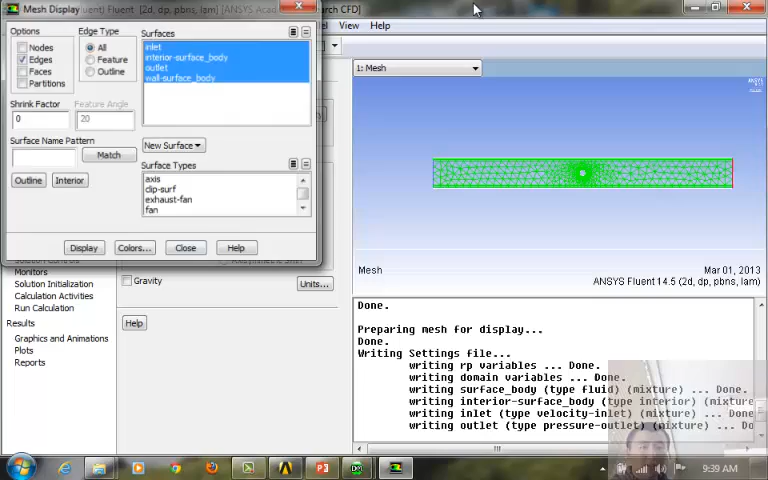 Mesh Display
Fluent [2d, dp, pbns, lam] [ANSYS
CFD]
View Help
Options
Nodes
Edges
Faces
Partitions
Edge Type
All
Feature
Outline
Shrink Factor
0
Feature Angle
20
Surface Name Pattern
Match
Outline
Interior
Surfaces
inlet
interior-surface_body
outlet
wall-surface_body
New Surface
Surface Types
axis
clip-surf
exhaust-fan
fan
Display
Colors...
Close
Help
Monitors
Solution Initialization
Calculation Activities
Run Calculation
Results
Graphics and Animations
Plots
Reports
Gravity
Units...
Help
1: Mesh
ANSYS
Mesh
Mar 01, 2013
ANSYS Fluent 14.5 (2d, dp, pbns, lam)
Done.
Preparing mesh for display...
Done.
Writing Settings file...
writing rp variables ... Done.
writing domain variables ... Done.
writing surface_body (type fluid) (mixture) ... Done.
writing interior-surface_body (type interior) (mixture)
writing inlet (type velocity-inlet) (mixture) ... Done.
writing outlet (type pressure-outlet) (mixture) ... Do
9:39 AM